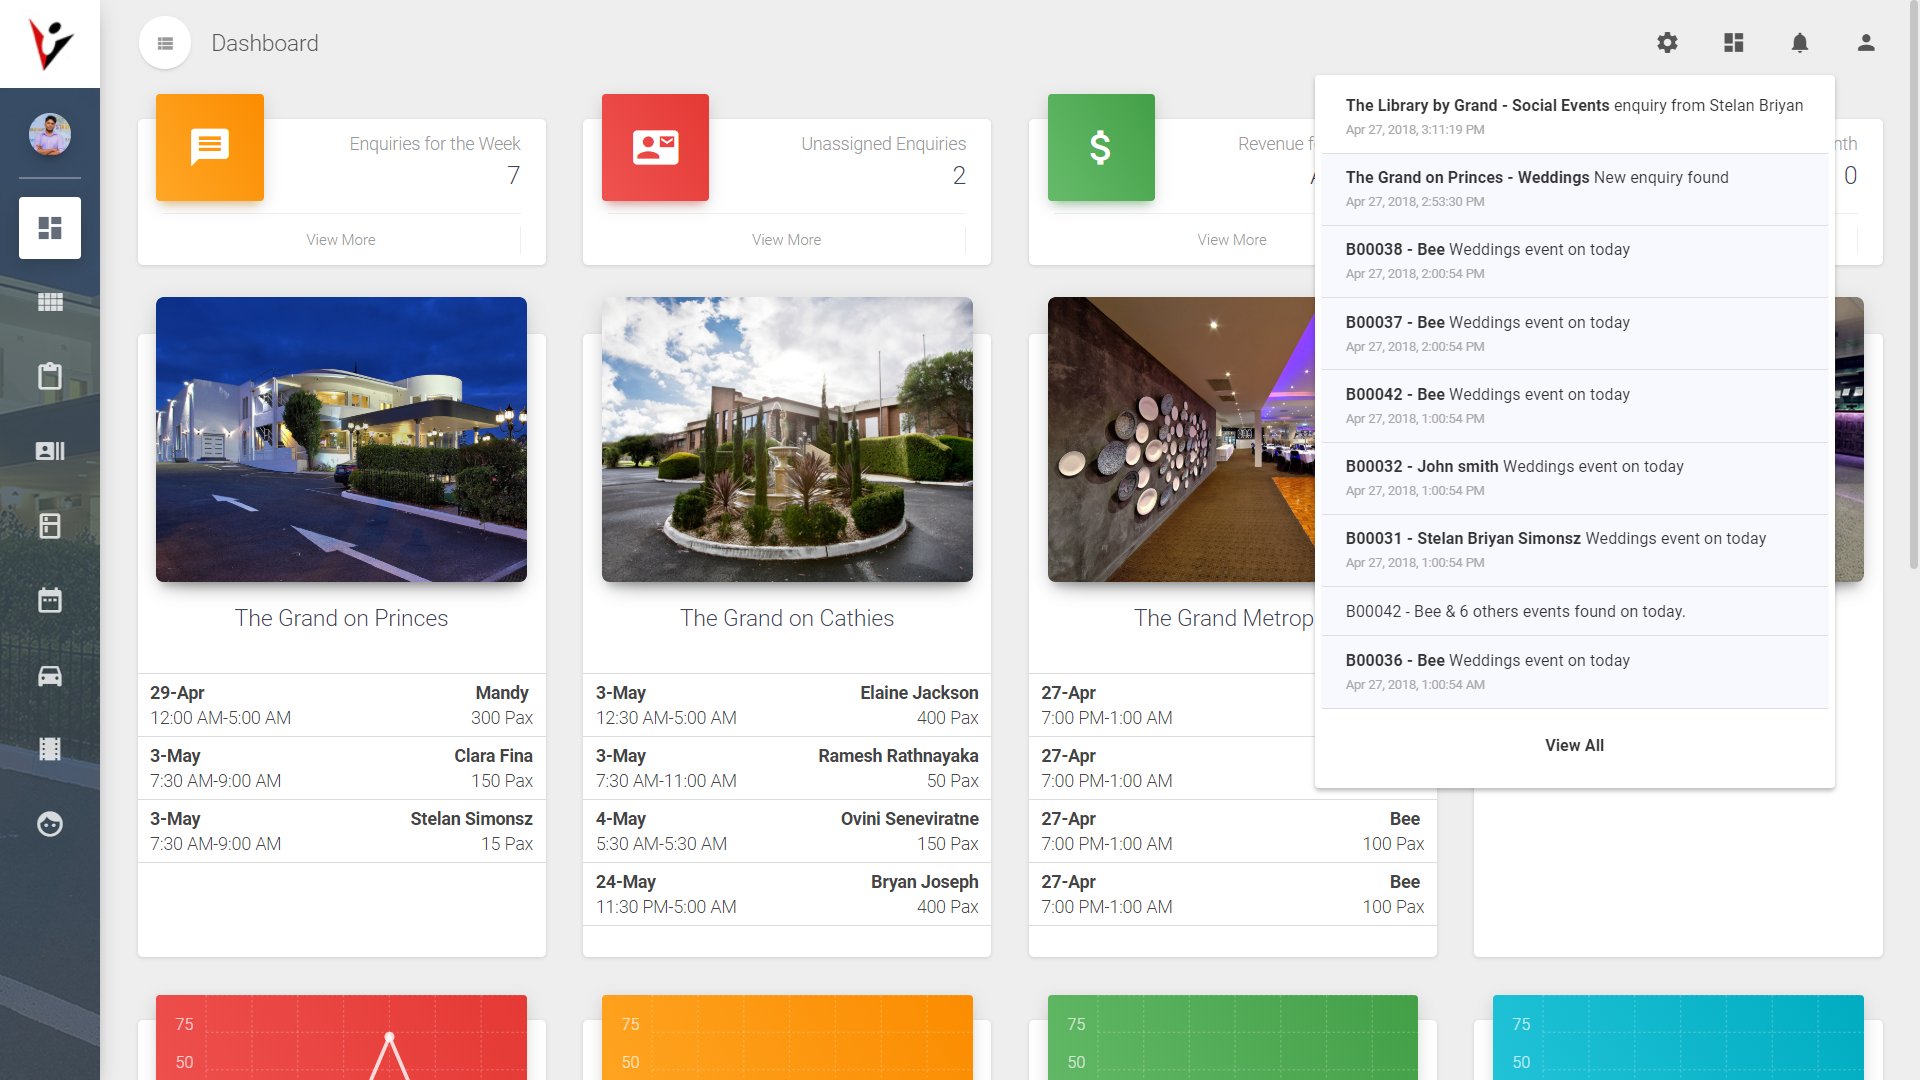 Dashboard
Enquiries for the Week
7
View More
Unassigned Enquiries
2
View More
Revenue f
View More
nth
0
The Library by Grand - Social Events enquiry from Stelan Briyan
Apr 27, 2018, 3:11:19 PM
The Grand on Princes - Weddings New enquiry found
Apr 27, 2018, 2:53:30 PM
B00038 - Bee Weddings event on today
Apr 27, 2018, 2:00:54 PM
B00037 - Bee Weddings event on today
Apr 27, 2018, 2:00:54 PM
B00042 - Bee Weddings event on today
Apr 27, 2018, 1:00:54 PM
B00032 - John smith Weddings event on today
Apr 27, 2018, 1:00:54 PM
B00031 - Stelan Briyan Simonsz Weddings event on today
Apr 27, 2018, 1:00:54 PM
B00042 - Bee & 6 others events found on today.
B00036 - Bee Weddings event on today
Apr 27, 2018, 1:00:54 AM
View All
The Grand on Princes
29-Apr Mandy
12:00 AM-5:00 AM 300 Pax
3-May Clara Fina
7:30 AM-9:00 AM 150 Pax
3-May Stelan Simonsz
7:30 AM-9:00 AM 15 Pax
The Grand on Cathies
3-May Elaine Jackson
12:30 AM-5:00 AM 400 Pax
3-May Ramesh Rathnayaka
7:30 AM-11:00 AM 50 Pax
4-May Ovini Seneviratne
5:30 AM-5:30 AM 150 Pax
24-May Bryan Joseph
11:30 PM-5:00 AM 400 Pax
The Grand Metrop
27-Apr
7:00 PM-1:00 AM
27-Apr
7:00 PM-1:00 AM
27-Apr Bee
7:00 PM-1:00 AM 100 Pax
27-Apr Bee
7:00 PM-1:00 AM 100 Pax
75
50
75
50
75
50
75
50